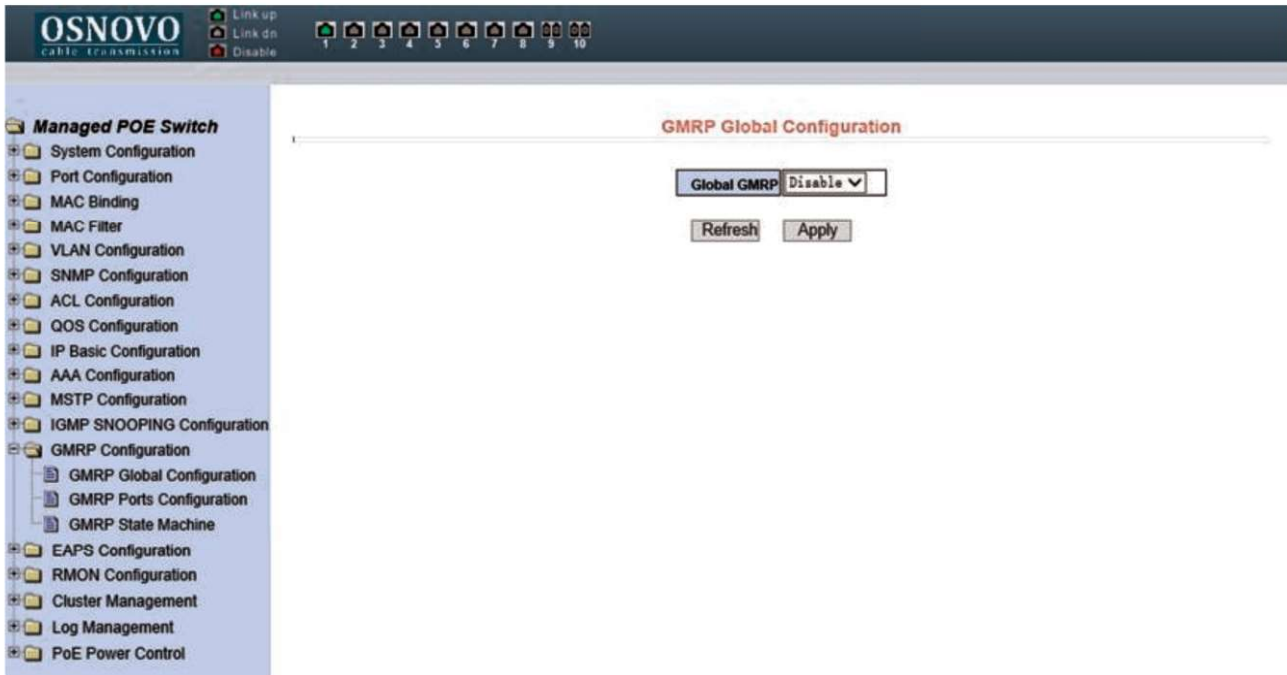 OSNOVO
cable transmission
Link up
Link dn
Disable
1 2 3 4 5 6 7 8 9 10
Managed POE Switch
System Configuration
Port Configuration
MAC Binding
MAC Filter
VLAN Configuration
SNMP Configuration
ACL Configuration
QOS Configuration
IP Basic Configuration
AAA Configuration
MSTP Configuration
IGMP SNOOPING Configuration
GMRP Configuration
GMRP Global Configuration
GMRP Ports Configuration
GMRP State Machine
EAPS Configuration
RMON Configuration
Cluster Management
Log Management
PoE Power Control
GMRP Global Configuration
Global GMRP Disable
Refresh Apply